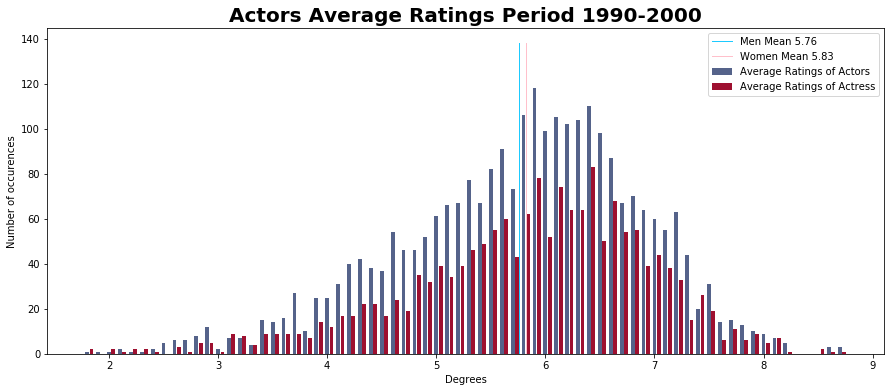 Actors Average Ratings Period 1990-2000
Men Mean 5.76
Women Mean 5.83
Average Ratings of Actors
Average Ratings of Actress
Number of occurences
140
120
100
80
60
40
20
0
2 3 4 5 6 7 8 9
Degrees